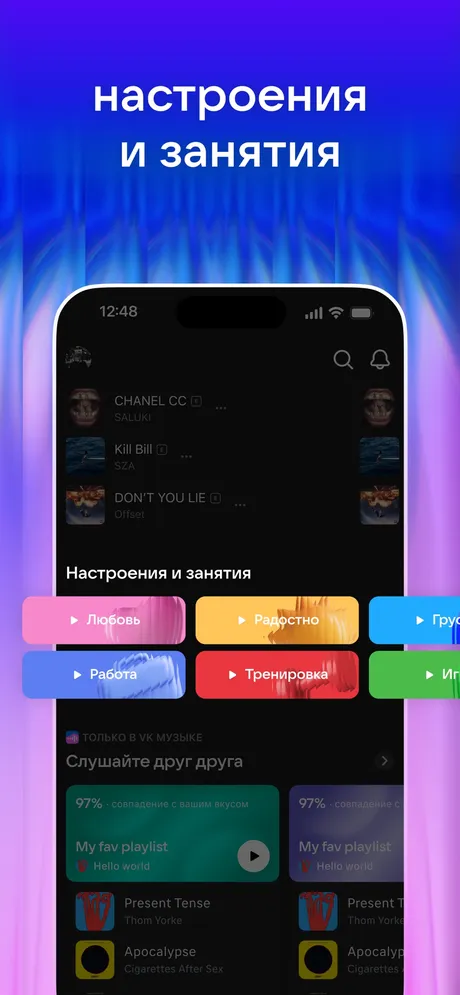 настроения
и занятия
12:48
CHANEL CC E
SALUKI
Kill Bill E
SZA
DON'T YOU LIE E
Offset
Настроения и занятия
Любовь
Радостно
Работа
Тренировка
ТОЛЬКО В VK МУЗЫКЕ
Слушайте друг друга
97% · совпадение с вашим вкусом
97% · совпадение с
My fav playlist
My fav playlist
Hello world
Hello world
Present Tense
Present T
Thom Yorke
Thom Yorke
Apocalypse
Apocalyp
Cigarettes After Sex
Cigarettes